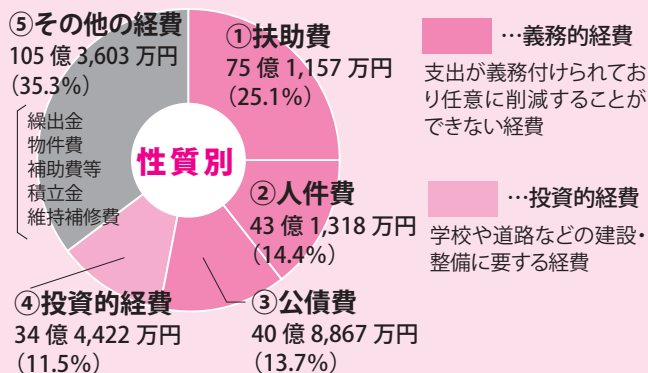 ⑤その他の経費
105 億 3,603 万円
(35.3%)
繰出金
物件費
補助費等
積立金
維持補修費
①扶助費
75 億 1,157 万円
(25.1%)
性質別
②人件費
43 億 1,318 万円
(14.4%)
③公債費
40 億 8,867 万円
(13.7%)
④投資的経費
34 億 4,422 万円
(11.5%)
…義務的経費
支出が義務付けられてお
り任意に削減することが
できない経費
…投資的経費
学校や道路などの建設・
整備に要する経費